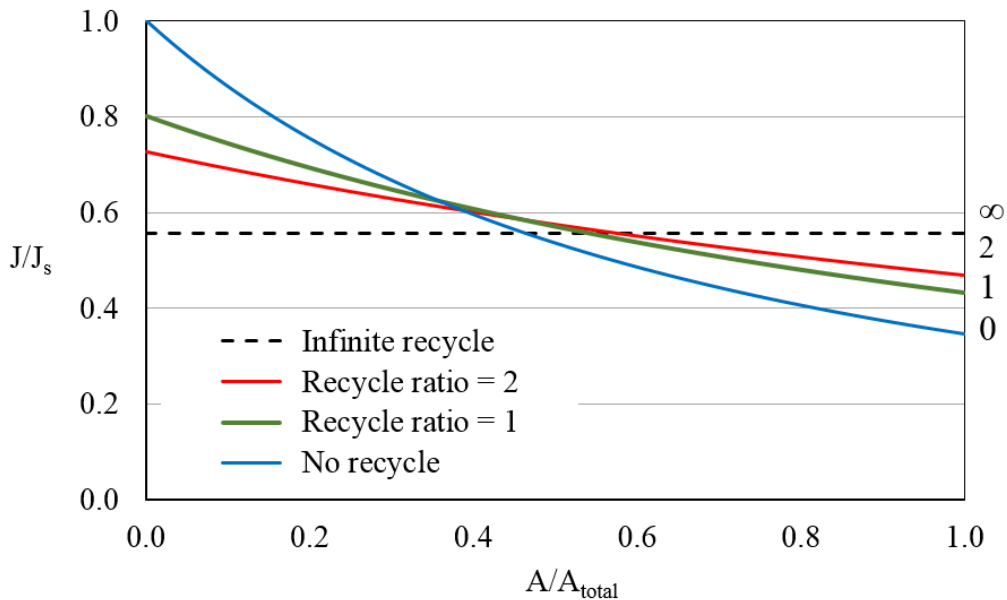 1.0
0.8
0.6
0.4
0.2
0.0
J/Js
∞
2
1
0
Infinite recycle
Recycle ratio = 2
Recycle ratio = 1
No recycle
0.0 0.2 0.4 0.6 0.8 1.0
A/Atotal